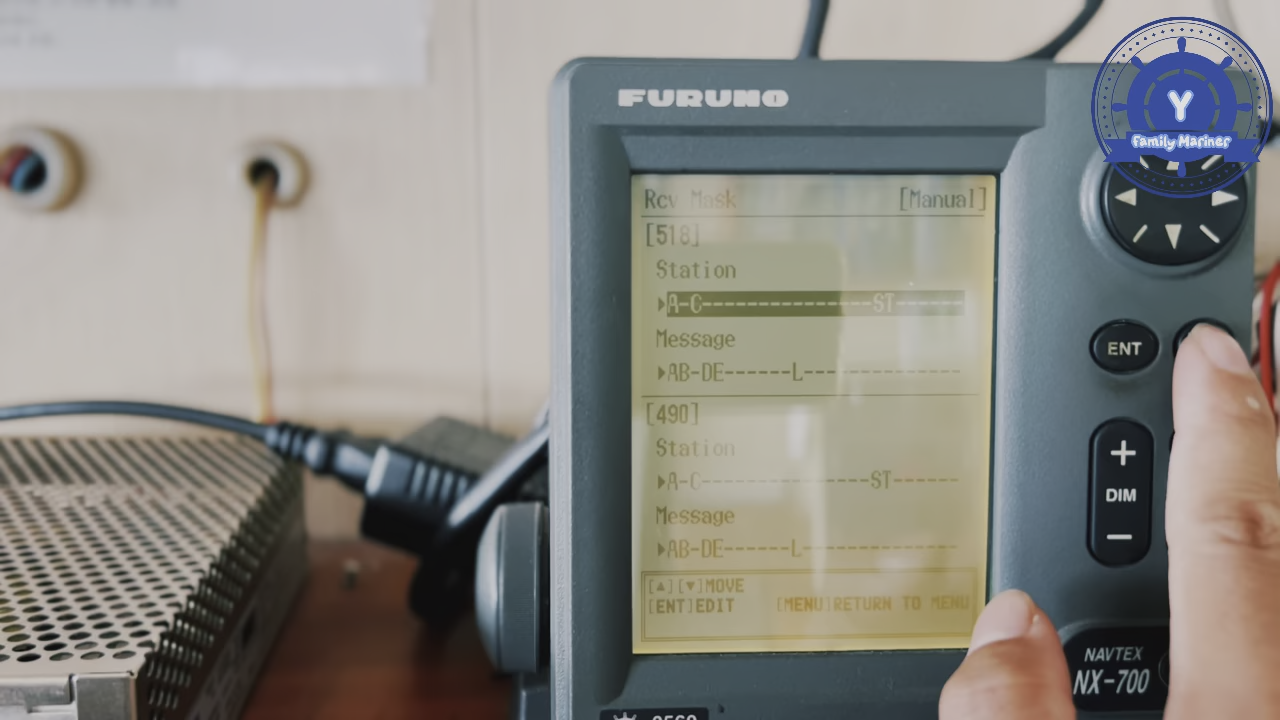 FURUNO
Y
Family Mariner
Rcv Mask [Manual]
[518]
Station
▶A-C-----------------ST-------
Message
▶AB-DE-------L----------------
[490]
Station
▶A-C-----------------ST-------
Message
▶AB-DE-------L----------------
[▲][▼]MOVE
[ENT]EDIT [MENU]RETURN TO MENU
ENT
+
DIM
-
NAVTEX
NX-700